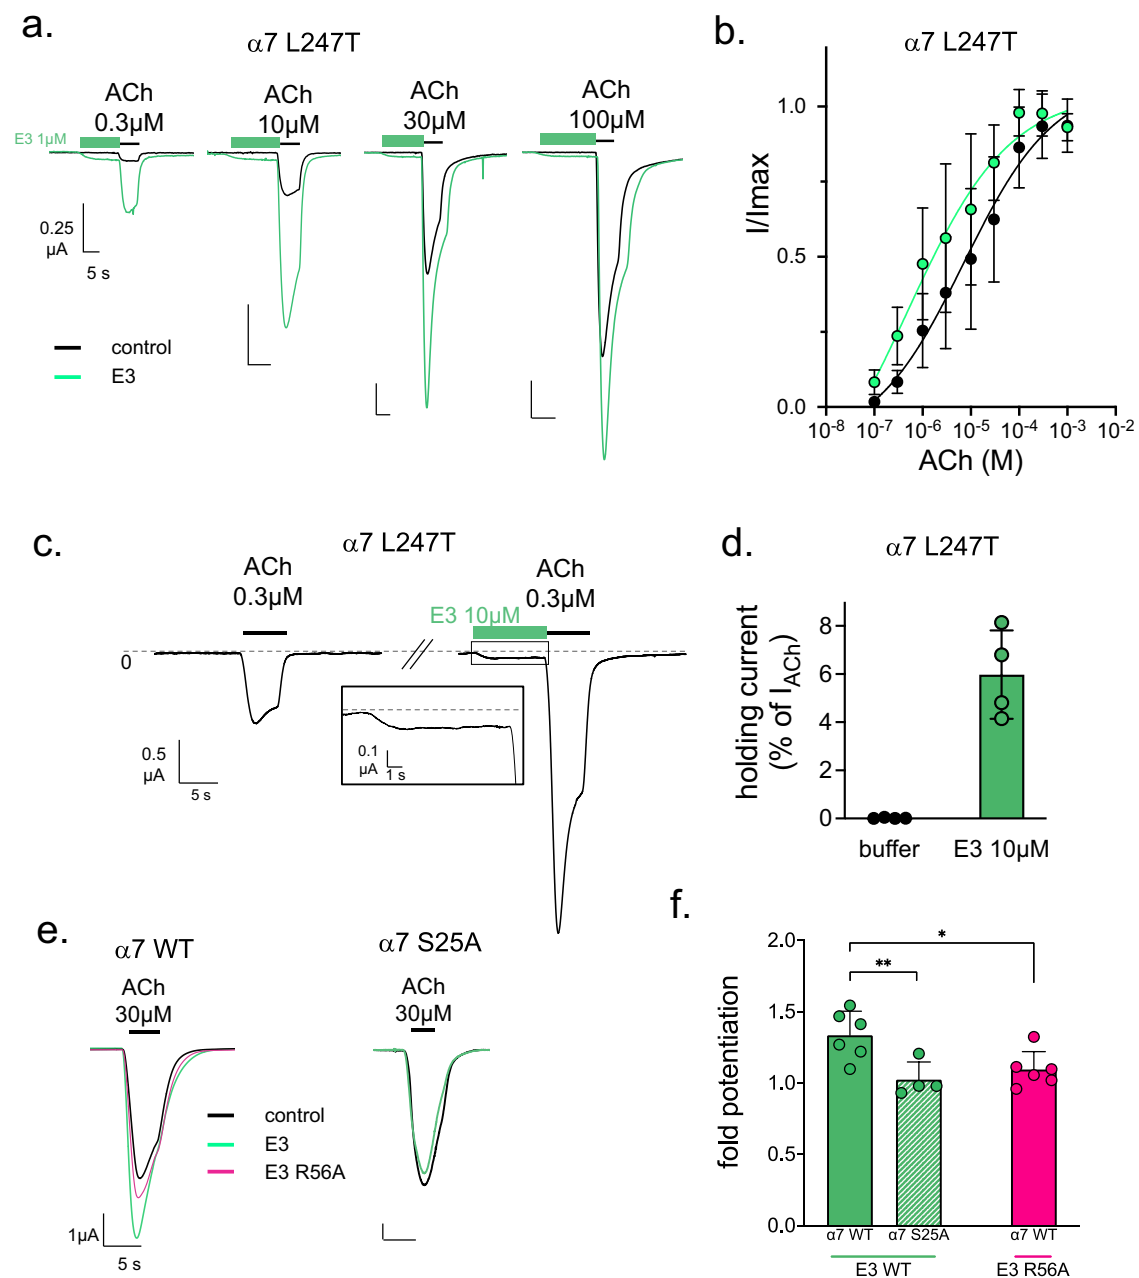 a.
α7 L247T
ACh
0.3µM
ACh
10µM
ACh
30µM
ACh
100µM
E3 1µM
0.25
µA
5 s
control
E3
b.
α7 L247T
I/Imax
1.0
0.5
0.0
10-8 10-7 10-6 10-5 10-4 10-3 10-2
ACh (M)
c.
α7 L247T
ACh
0.3µM
ACh
0.3µM
E3 10µM
0
0.5
µA
5 s
0.1
µA
1 s
d.
α7 L247T
holding current
(% of IACh)
8
6
4
2
0
buffer E3 10µM
e.
α7 WT
ACh
30µM
α7 S25A
ACh
30µM
control
E3
E3 R56A
1µA
5 s
f.
fold potentiation
2.0
1.5
1.0
0.5
0.0
*
**
α7 WT α7 S25A α7 WT
E3 WT E3 R56A